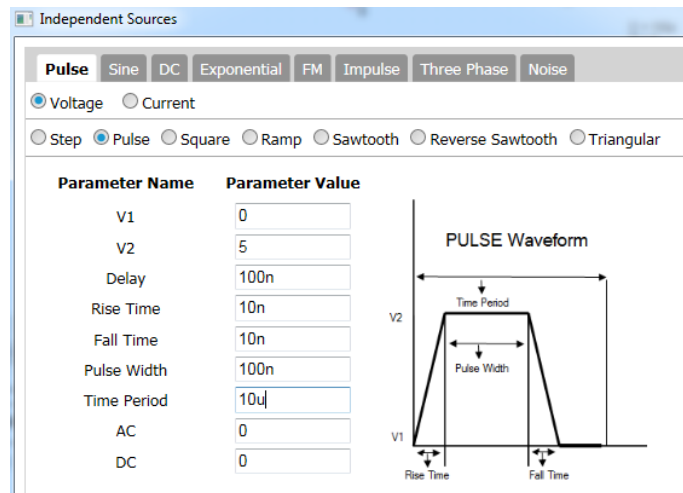 Independent Sources
Pulse Sine DC Exponential FM Impulse Three Phase Noise
Voltage Current
Step Pulse Square Ramp Sawtooth Reverse Sawtooth Triangular
Parameter Name Parameter Value
V1 0
V2 5
Delay 100n
Rise Time 10n
Fall Time 10n
Pulse Width 100n
Time Period 10u
AC 0
DC 0
PULSE Waveform
Time Period
V2
Pulse Width
V1
Rise Time Fall Time